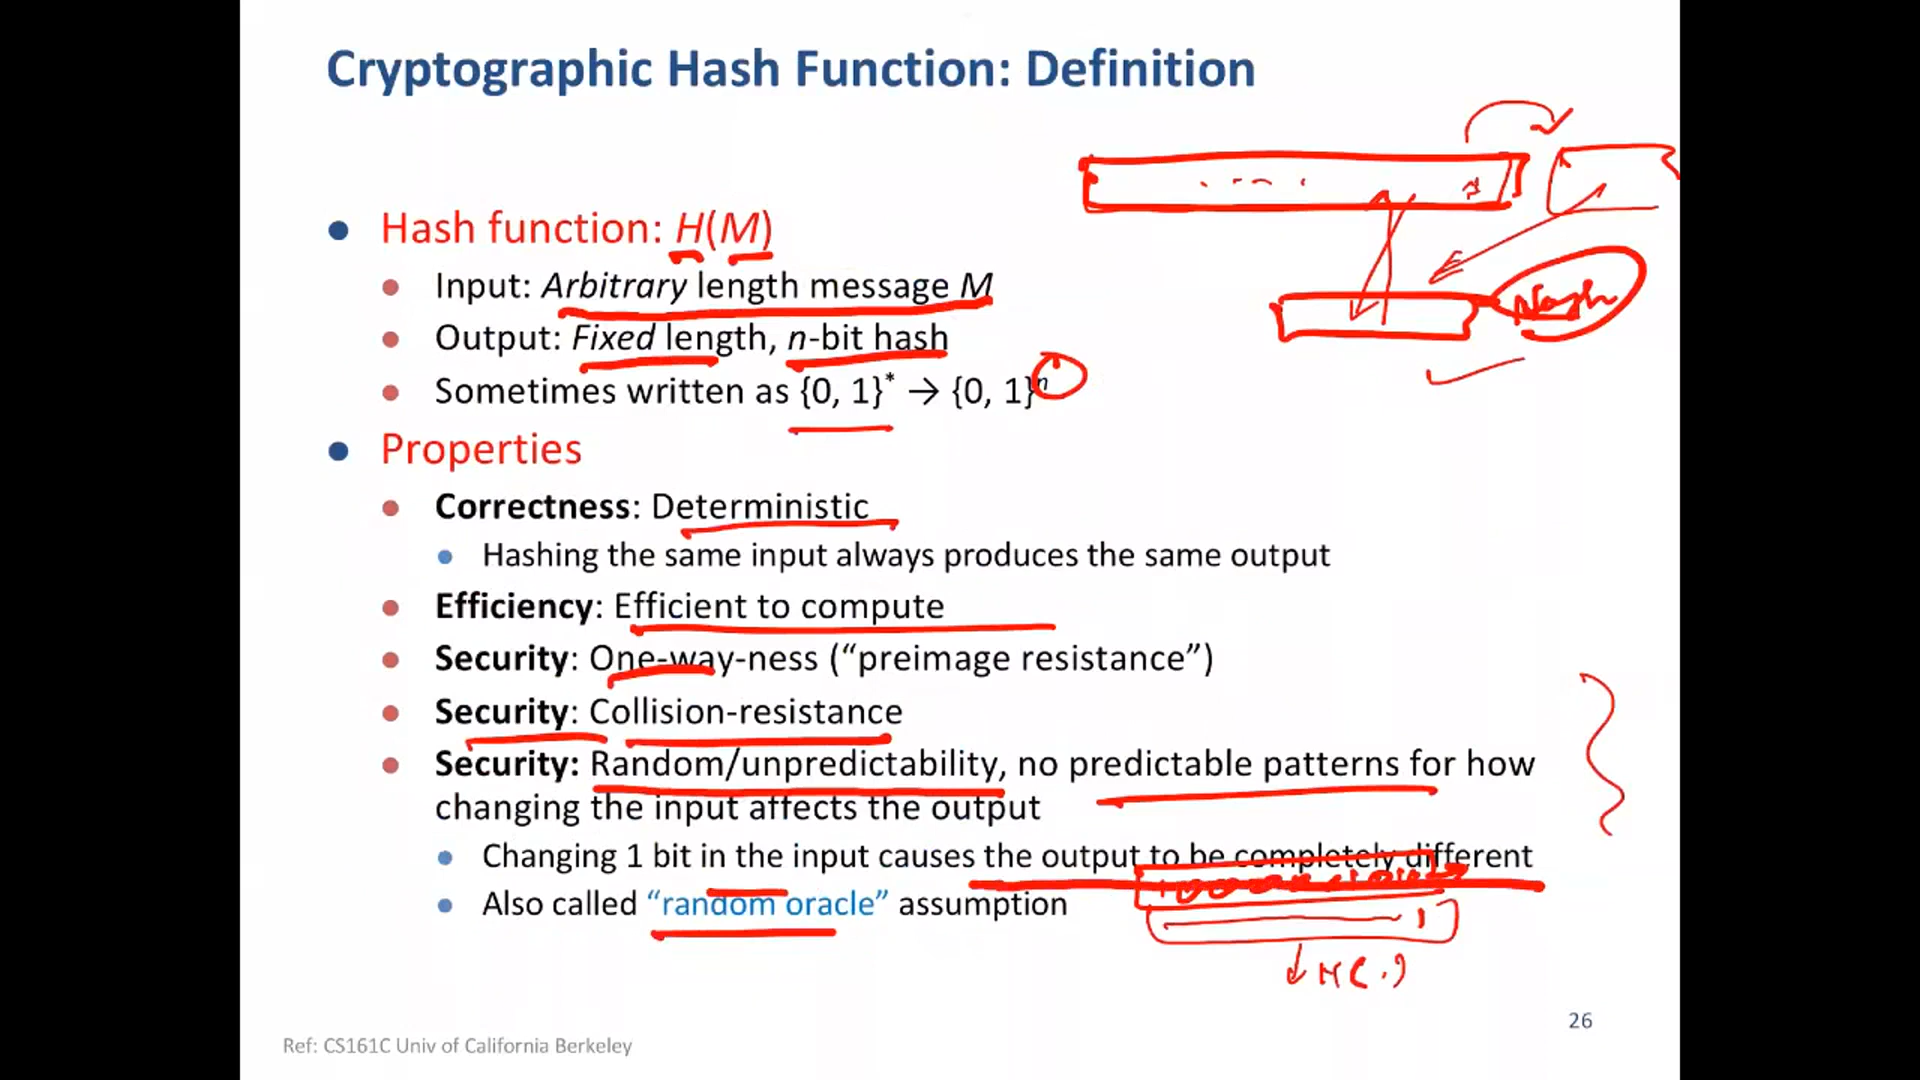 Cryptographic Hash Function: Definition
Hash function: H(M)
Input: Arbitrary length message M
Output: Fixed length, n-bit hash
Sometimes written as {0, 1}* → {0, 1}ⁿ
Properties
Correctness: Deterministic
Hashing the same input always produces the same output
Efficiency: Efficient to compute
Security: One-way-ness (“preimage resistance”)
Security: Collision-resistance
Security: Random/unpredictability, no predictable patterns for how
changing the input affects the output
Changing 1 bit in the input causes the output to be completely different
Also called “random oracle” assumption
H(.)
26
Ref: CS161C Univ of California Berkeley